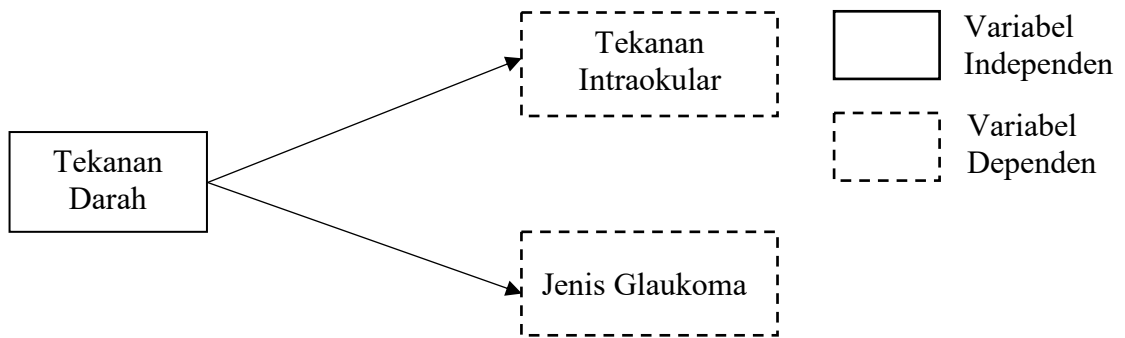 Tekanan
Darah
Tekanan
Intraokular
Jenis Glaukoma
Variabel
Independen
Variabel
Dependen